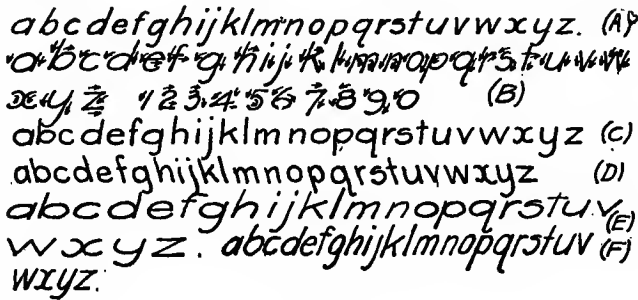 abcdefghijklmnopqrstuvwxyz. (A)
abcdefghijklmnopqrstuvw
xyz 1234567890 (B)
abcdefghijklmnopqrstuvwxyz (C)
abcdefghijklmnopqrstuvwxyz (D)
abcdefghijklmnopqrstuv (E)
wxyz. abcdefghijklmnopqrstuv (F)
wxyz.